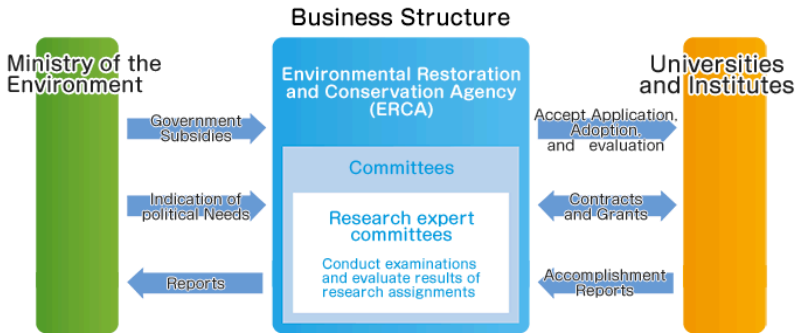 Business Structure
Ministry of the
Environment
Government
Subsidies
Indication of
political Needs
Reports
Environmental Restoration
and Conservation Agency
(ERCA)
Committees
Research expert
committees
Conduct examinations
and evaluate results of
research assignments
Accept Application,
Adoption,
and evaluation
Contracts
and Grants
Accomplishment
Reports
Universities
and Institutes